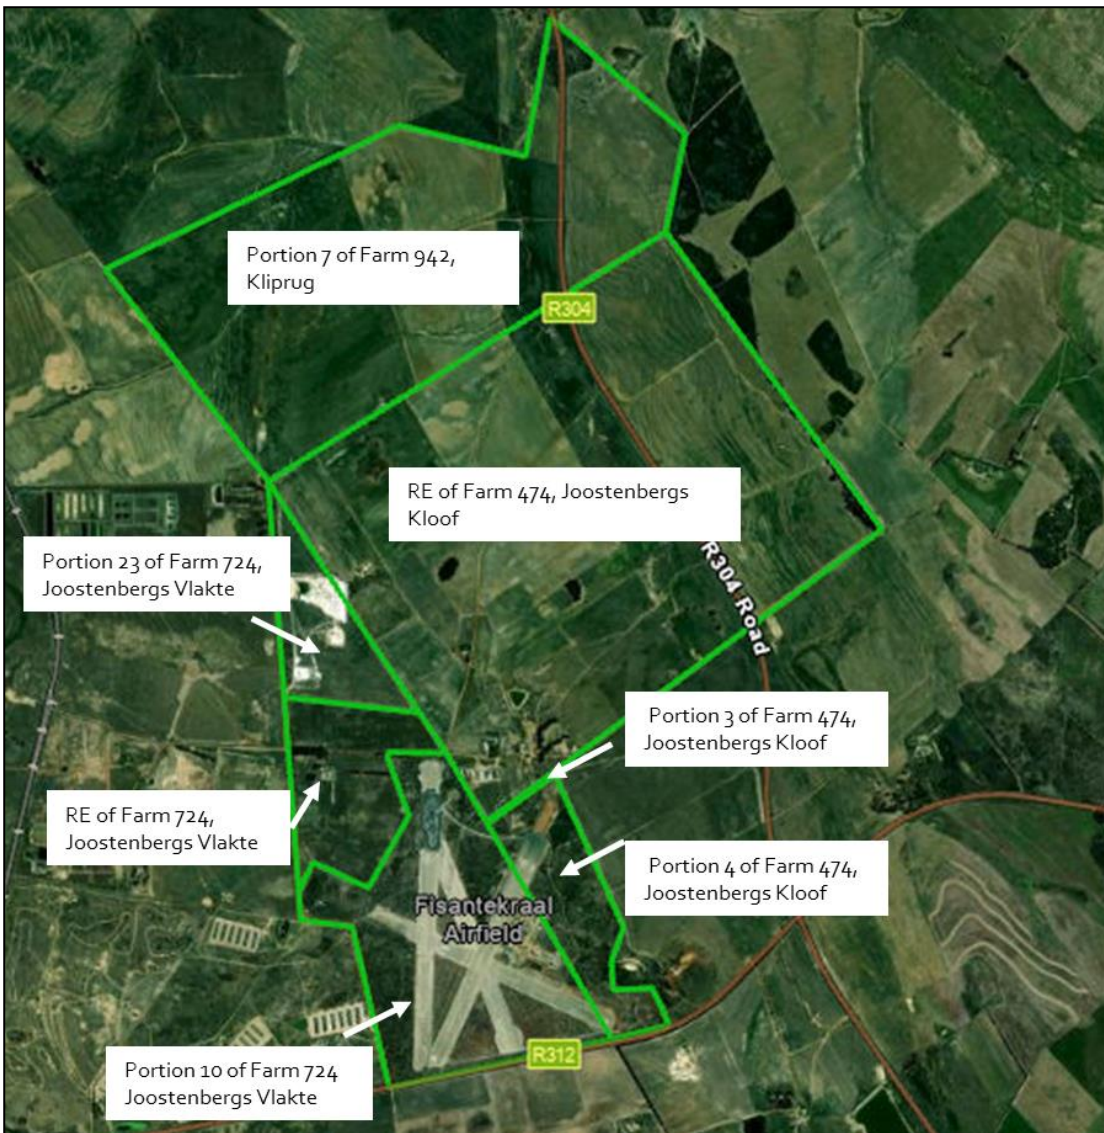 Portion 7 of Farm 942,
Kliprug
R304
RE of Farm 474, Joostenbergs
Kloof
Portion 23 of Farm 724,
Joostenbergs Vlakte
R304 Road
Portion 3 of Farm 474,
Joostenbergs Kloof
RE of Farm 724,
Joostenbergs Vlakte
Portion 4 of Farm 474,
Joostenbergs Kloof
Fisantekraal
Airfield
R312
Portion 10 of Farm 724
Joostenbergs Vlakte